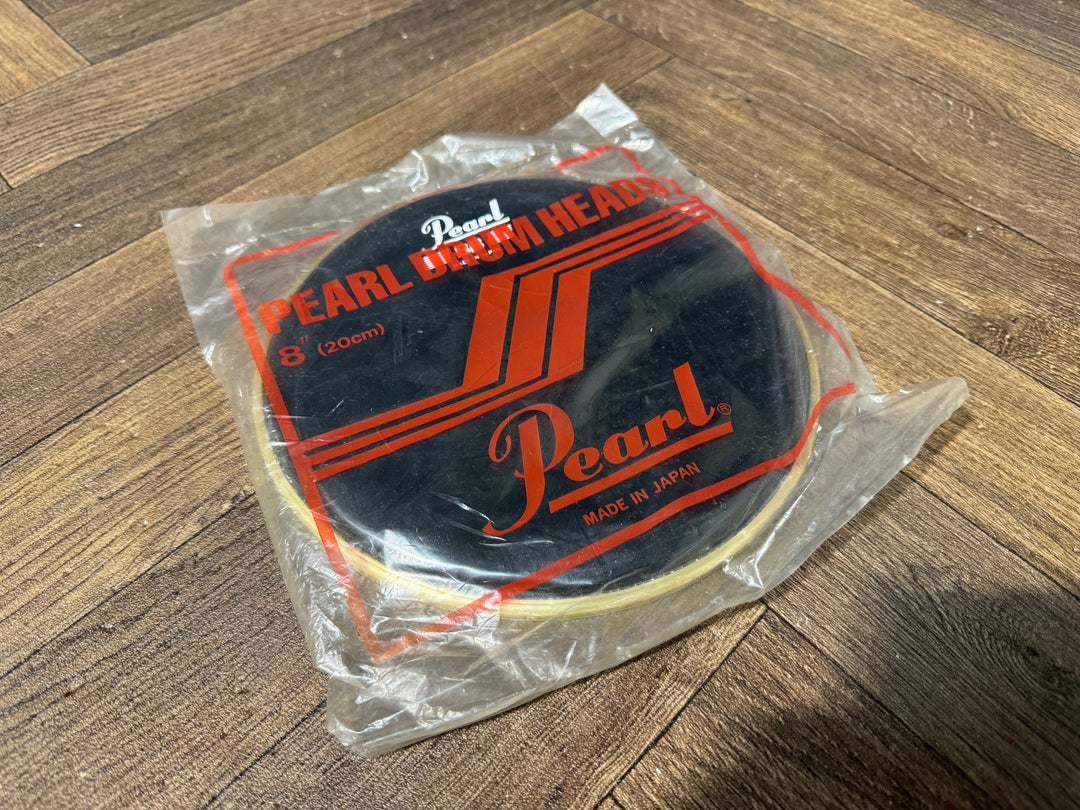 Pearl
PEARL DRUM HEADS
8" (20cm)
Pearl®
MADE IN JAPAN